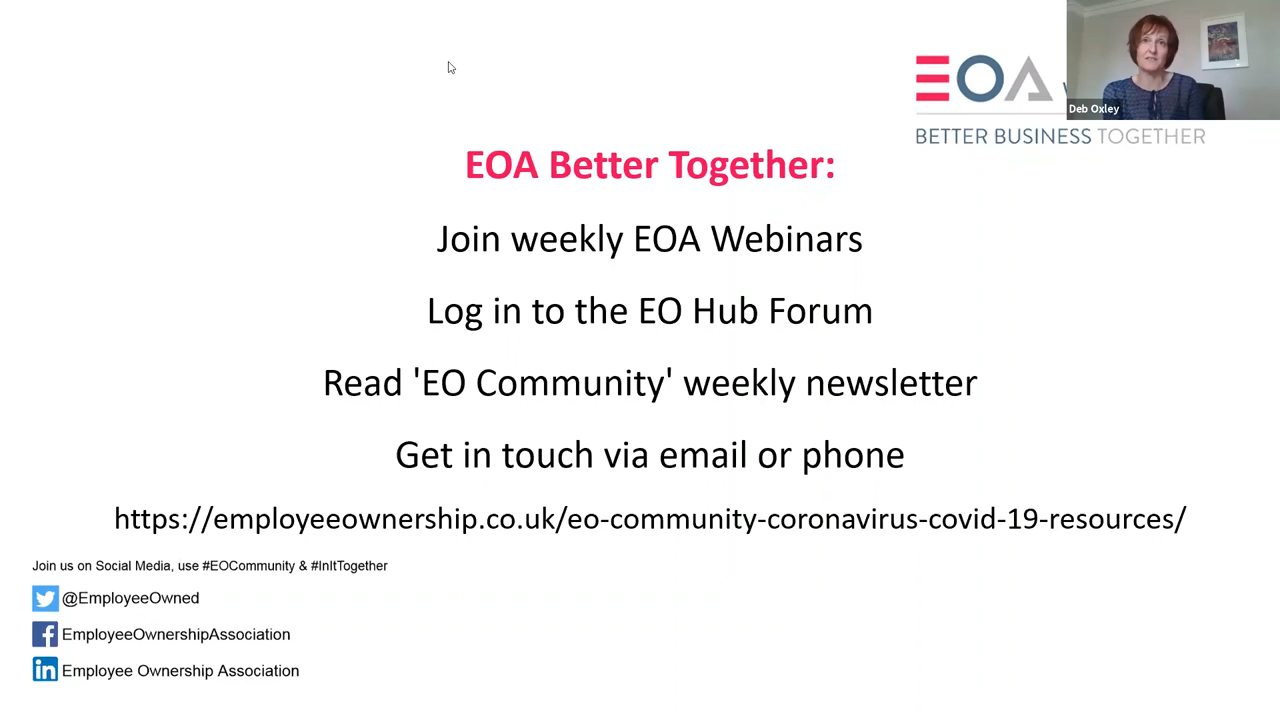 EOA
Deb Oxley
BETTER BUSINESS TOGETHER
EOA Better Together:
Join weekly EOA Webinars
Log in to the EO Hub Forum
Read 'EO Community' weekly newsletter
Get in touch via email or phone
https://employeeownership.co.uk/eo-community-coronavirus-covid-19-resources/
Join us on Social Media, use #EOCommunity & #InItTogether
@EmployeeOwned
EmployeeOwnershipAssociation
in Employee Ownership Association